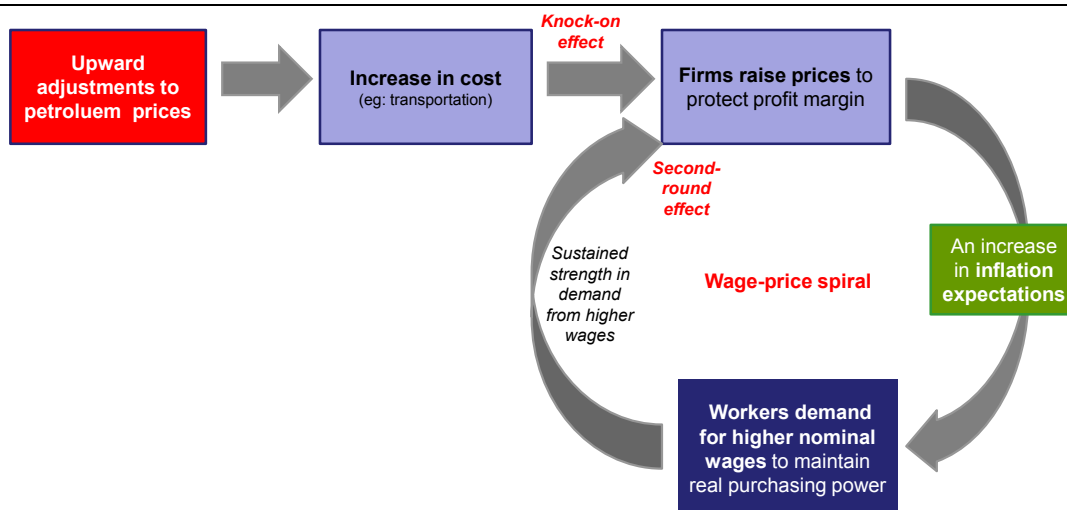 Upward
adjustments to
petroluem prices
Increase in cost
(eg: transportation)
Knock-on
effect
Firms raise prices to
protect profit margin
Second-
round
effect
Sustained
strength in
demand
from higher
wages
Wage-price spiral
An increase
in inflation
expectations
Workers demand
for higher nominal
wages to maintain
real purchasing power